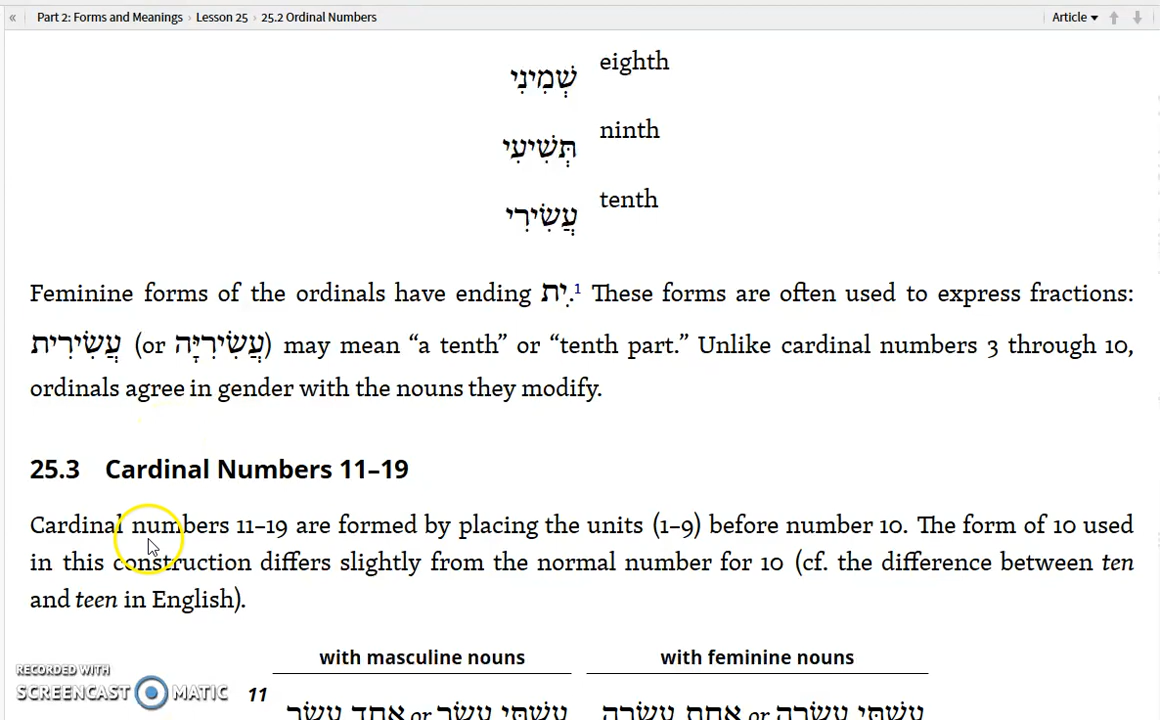 « Part 2: Forms and Meanings › Lesson 25 › 25.2 Ordinal Numbers Article
שְׁמִינִי eighth
תְּשִׁיעִי ninth
עֲשִׂירִי tenth
Feminine forms of the ordinals have ending ־ִית.¹ These forms are often used to express fractions:
עֲשִׂירִית (or עֲשִׂירִיָּה) may mean “a tenth” or “tenth part.” Unlike cardinal numbers 3 through 10,
ordinals agree in gender with the nouns they modify.
25.3 Cardinal Numbers 11–19
Cardinal numbers 11–19 are formed by placing the units (1–9) before number 10. The form of 10 used
in this construction differs slightly from the normal number for 10 (cf. the difference between ten
and teen in English).
with masculine nouns with feminine nouns
RECORDED WITH
SCREENCAST MATIC
11 עַשְׁתֵּי עָשָׂר or אַחַד עָשָׂר עַשְׁתֵּי עֶשְׂרֵה or אַחַת עֶשְׂרֵה